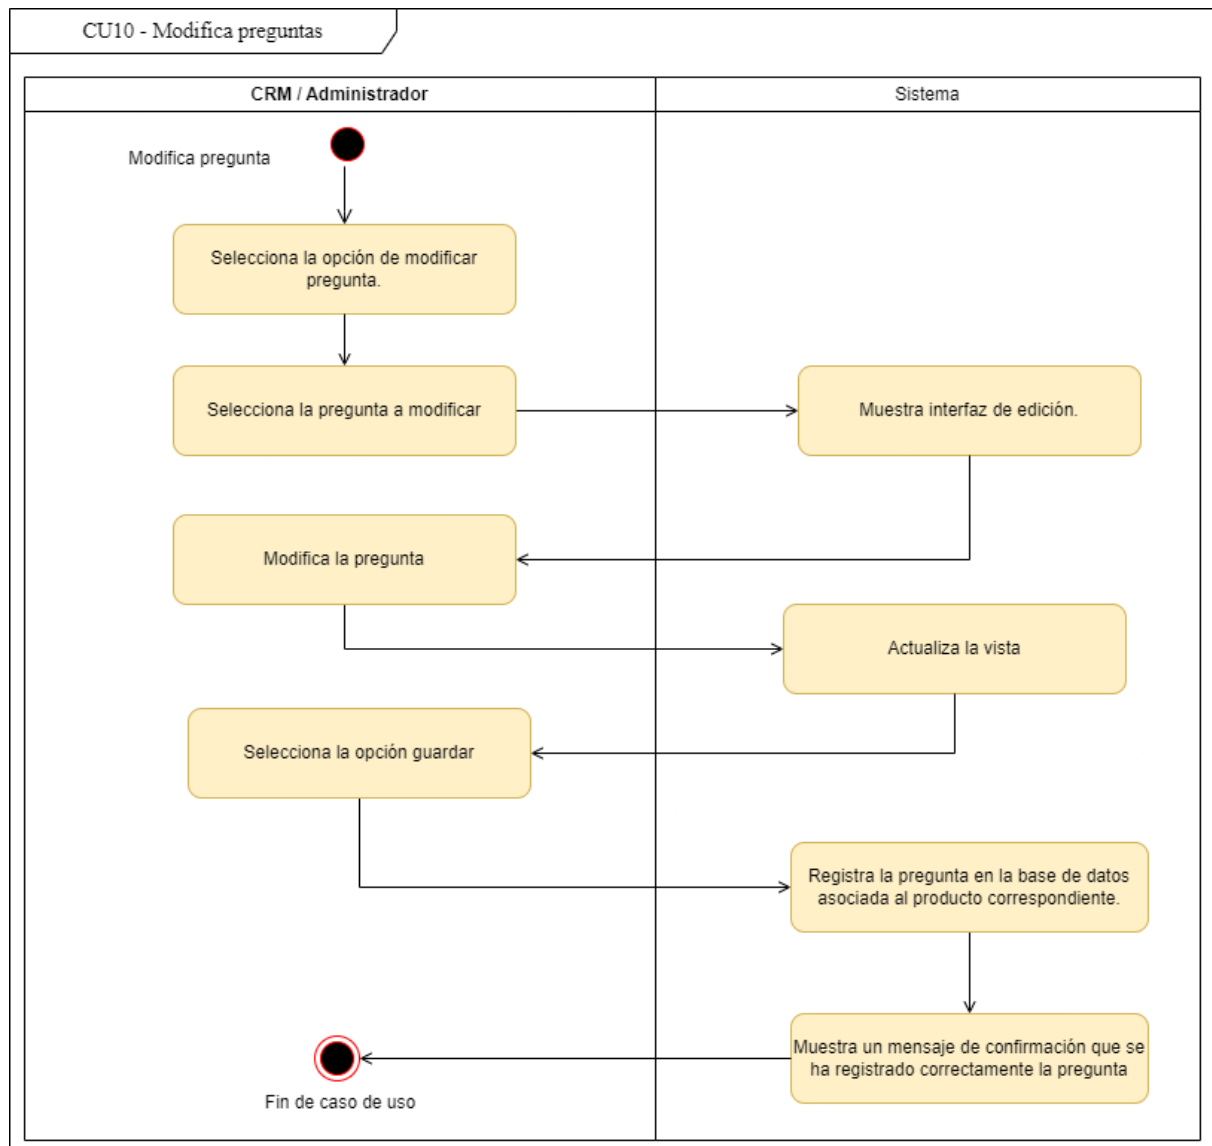 CU10 - Modifica preguntas
CRM / Administrador
Sistema
Modifica pregunta
Selecciona la opción de modificar
pregunta.
Selecciona la pregunta a modificar
Muestra interfaz de edición.
Modifica la pregunta
Actualiza la vista
Selecciona la opción guardar
Registra la pregunta en la base de datos
asociada al producto correspondiente.
Muestra un mensaje de confirmación que se
ha registrado correctamente la pregunta
Fin de caso de uso